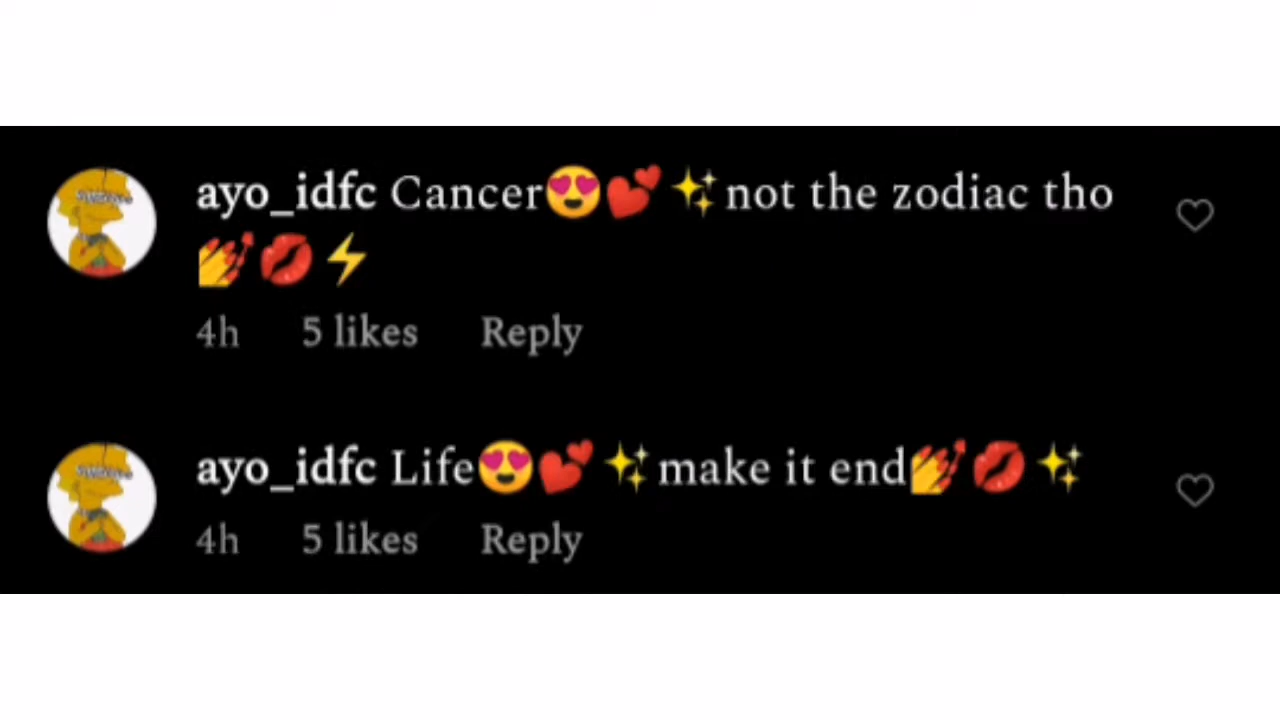 ayo_idfc Cancer😍💕✨not the zodiac tho
💅💋⚡
4h 5 likes Reply
ayo_idfc Life😍💕✨make it end💅💋✨
4h 5 likes Reply